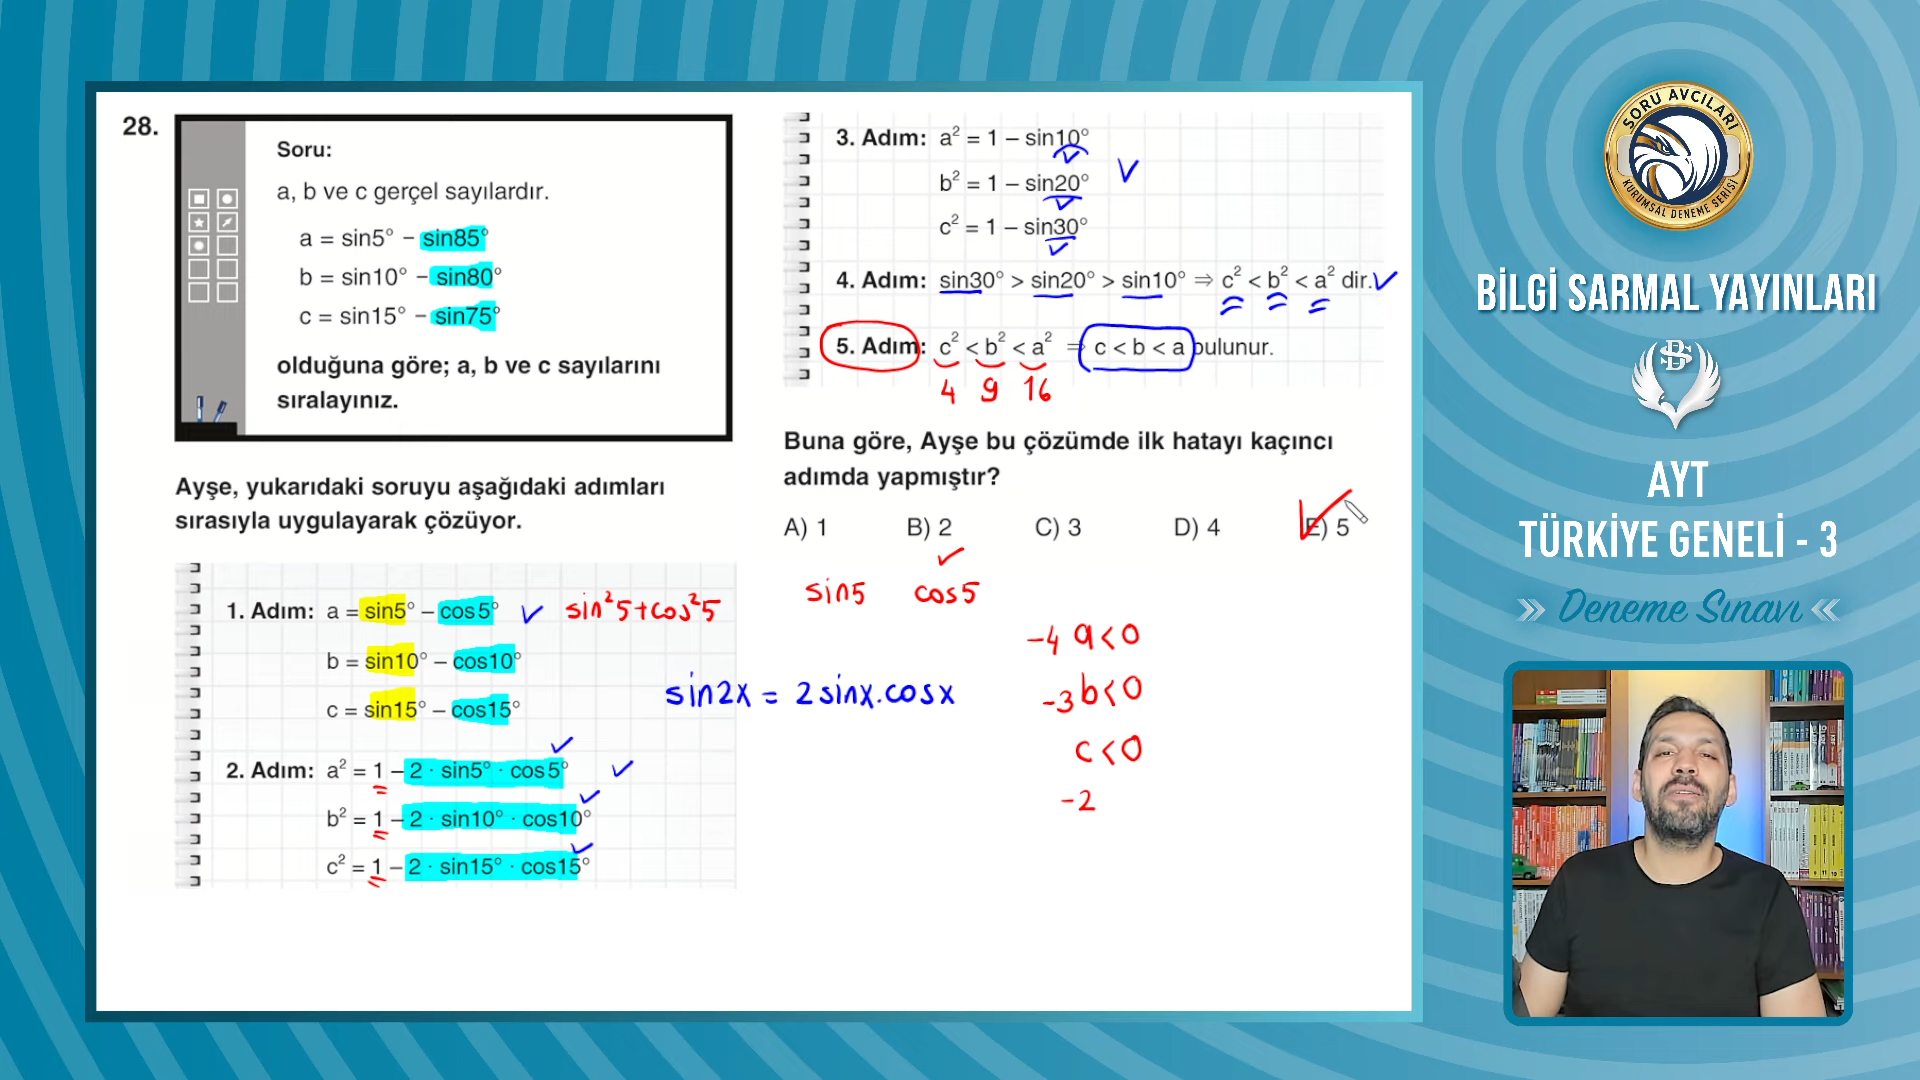 28.
Soru:
a, b ve c gerçel sayılardır.
a = sin5° – sin85°
b = sin10° – sin80°
c = sin15° – sin75°
olduğuna göre; a, b ve c sayılarını
sıralayınız.
Ayşe, yukarıdaki soruyu aşağıdaki adımları
sırasıyla uygulayarak çözüyor.
1. Adım: a = sin5° – cos5° sin²5+cos²5
b = sin10° – cos10°
c = sin15° – cos15°
2. Adım: a² = 1 – 2 · sin5° · cos5°
b² = 1 – 2 · sin10° · cos10°
c² = 1 – 2 · sin15° · cos15°
sin2x = 2sinx.cosx
3. Adım: a² = 1 – sin10°
b² = 1 – sin20°
c² = 1 – sin30°
4. Adım: sin30° > sin20° > sin10° ⇒ c² < b² < a² dir.
5. Adım: c² < b² < a² ⇒ c < b < a bulunur.
4 9 16
Buna göre, Ayşe bu çözümde ilk hatayı kaçıncı
adımda yapmıştır?
A) 1 B) 2 C) 3 D) 4 E) 5
sin5 cos5
-4 a<0
-3 b<0
c<0
-2
SORU AVCILARI
KURUMSAL DENEME SERİSİ
BİLGİ SARMAL YAYINLARI
BS
AYT
TÜRKİYE GENELİ - 3
Deneme Sınavı